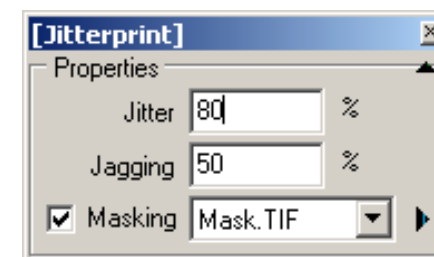 [Jitterprint]
Properties
Jitter 80 %
Jagging 50 %
Masking Mask.TIF